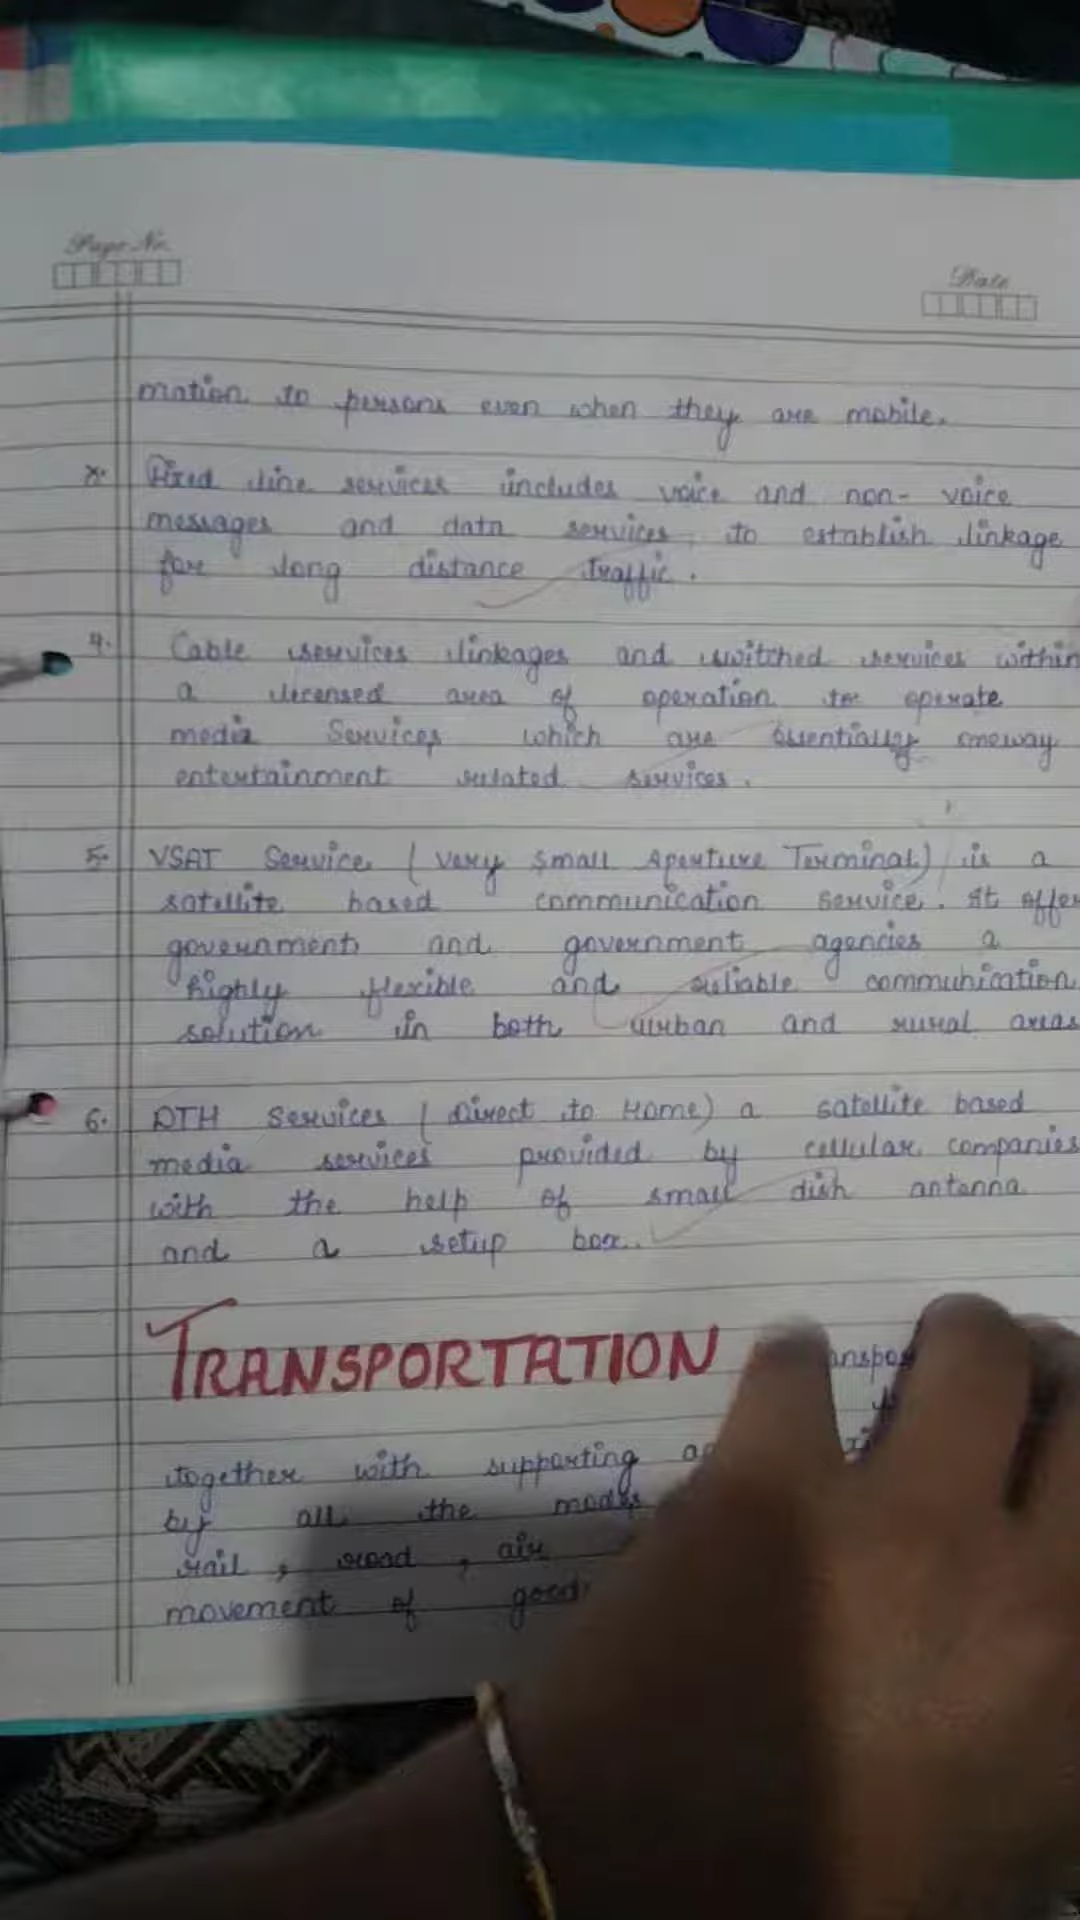 Page No.
Date
mation to persons even when they are mobile.
Fixed line services includes voice and non- voice
messages and data services to establish linkage
for long distance traffic.
4. Cable services linkages and switched services within
a licensed area of operation to operate
media Services which are essentially oneway
entertainment related services.
5. VSAT Service (Very Small Aperture Terminal) is a
satellite based communication service. It offer
government and government agencies a
highly flexible and reliable communication
solution in both urban and rural areas
6. DTH Services (Direct to Home) a satellite based
media services provided by cellular companies
with the help of small dish antenna
and a setup box.
TRANSPORTATION
together with supporting
by all the modes
rail, road, air
movement of good